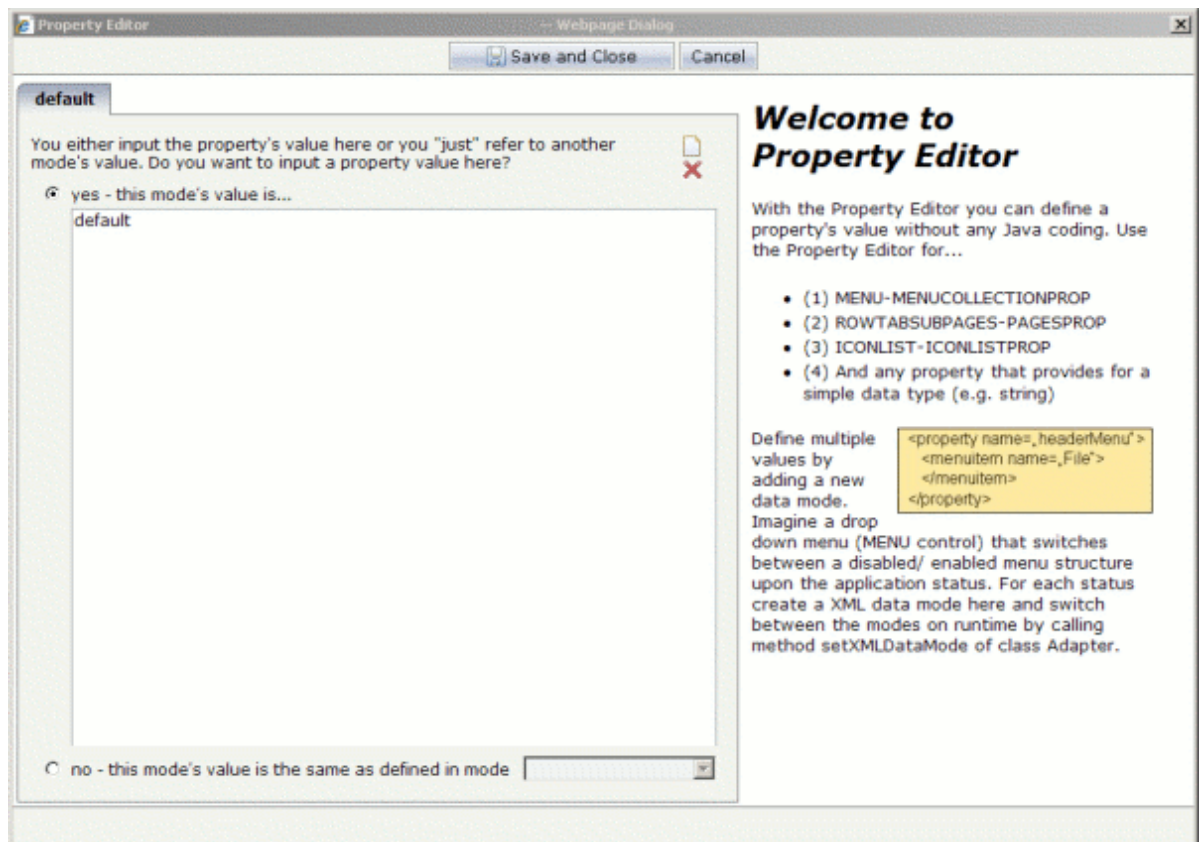 Property Editor -- Webpage Dialog
Save and Close Cancel
default
You either input the property's value here or you "just" refer to another
mode's value. Do you want to input a property value here?
yes - this mode's value is...
default
no - this mode's value is the same as defined in mode
Welcome to
Property Editor
With the Property Editor you can define a
property's value without any Java coding. Use
the Property Editor for...
• (1) MENU-MENUCOLLECTIONPROP
• (2) ROWTABSUBPAGES-PAGESPROP
• (3) ICONLIST-ICONLISTPROP
• (4) And any property that provides for a
simple data type (e.g. string)
Define multiple
values by
adding a new
data mode.
Imagine a drop
<property name=„headerMenu“>
<menuitem name=„File“>
</menuitem>
</property>
down menu (MENU control) that switches
between a disabled/ enabled menu structure
upon the application status. For each status
create a XML data mode here and switch
between the modes on runtime by calling
method setXMLDataMode of class Adapter.